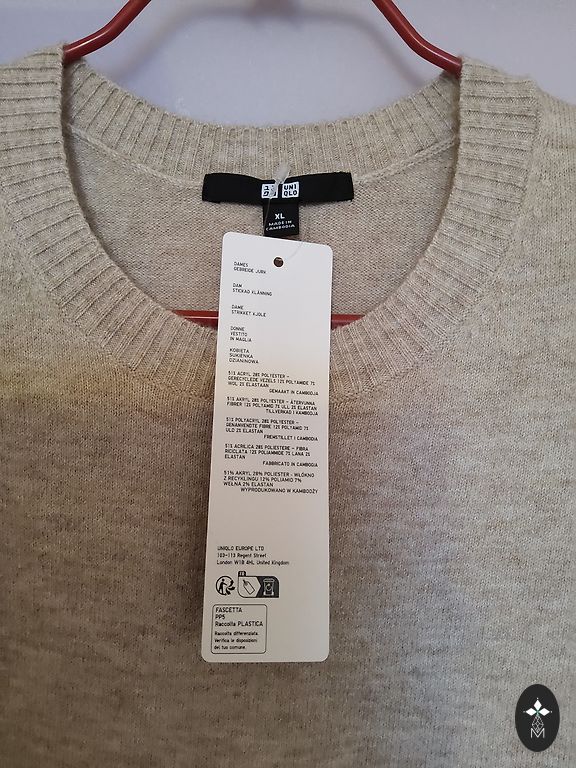 UNI
QLO
XL
MADE IN
CAMBODIA
DAMES
GEBREIDE JURK
DAM
STICKAD KLÄNNING
DAME
STRIKKET KJOLE
DONNE
VESTITO
IN MAGLIA
KOBIETA
SUKIENKA
DZIANINOWA
51% ACRYL 28% POLYESTER -
GERECYCLEDE VEZELS 12% POLYAMIDE 7%
WOL 2% ELASTAAN
GEMAAKT IN CAMBODJA
51% AKRYL 28% POLYESTER - ÅTERVUNNA
FIBRER 12% POLYAMID 7% ULL 2% ELASTAN
TILLVERKAD I KAMBODJA
51% POLYACRYL 28% POLYESTER -
GENANVENDTE FIBRE 12% POLYAMID 7%
ULD 2% ELASTAN
FREMSTILLET I CAMBODIA
51% ACRILICA 28% POLIESTERE - FIBRA
RICICLATA 12% POLIAMMIDE 7% LANA 2%
ELASTAN
FABBRICATO IN CAMBOGIA
51% AKRYL 28% POLIESTER - WŁÓKNO
Z RECYKLINGU 12% POLIAMID 7%
WEŁNA 2% ELASTAN
WYPRODUKOWANO W KAMBODŻY
UNIQLO EUROPE LTD
103-113 Regent Street
London W1B 4HL United Kingdom
FR
FASCETTA
PP5
Raccolta PLASTICA
Raccolta differenziata.
Verifica le disposizioni
del tuo comune.
M